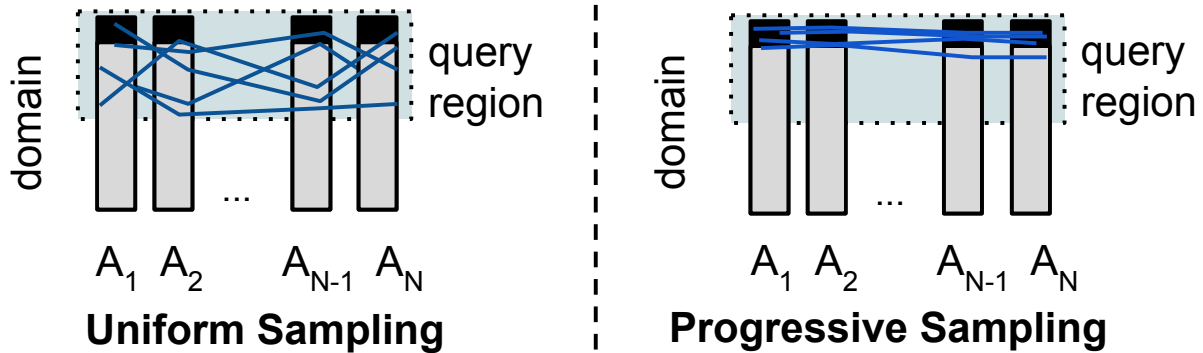 domain
query
region
...
A1 A2 AN-1 AN
Uniform Sampling
domain
query
region
...
A1 A2 AN-1 AN
Progressive Sampling